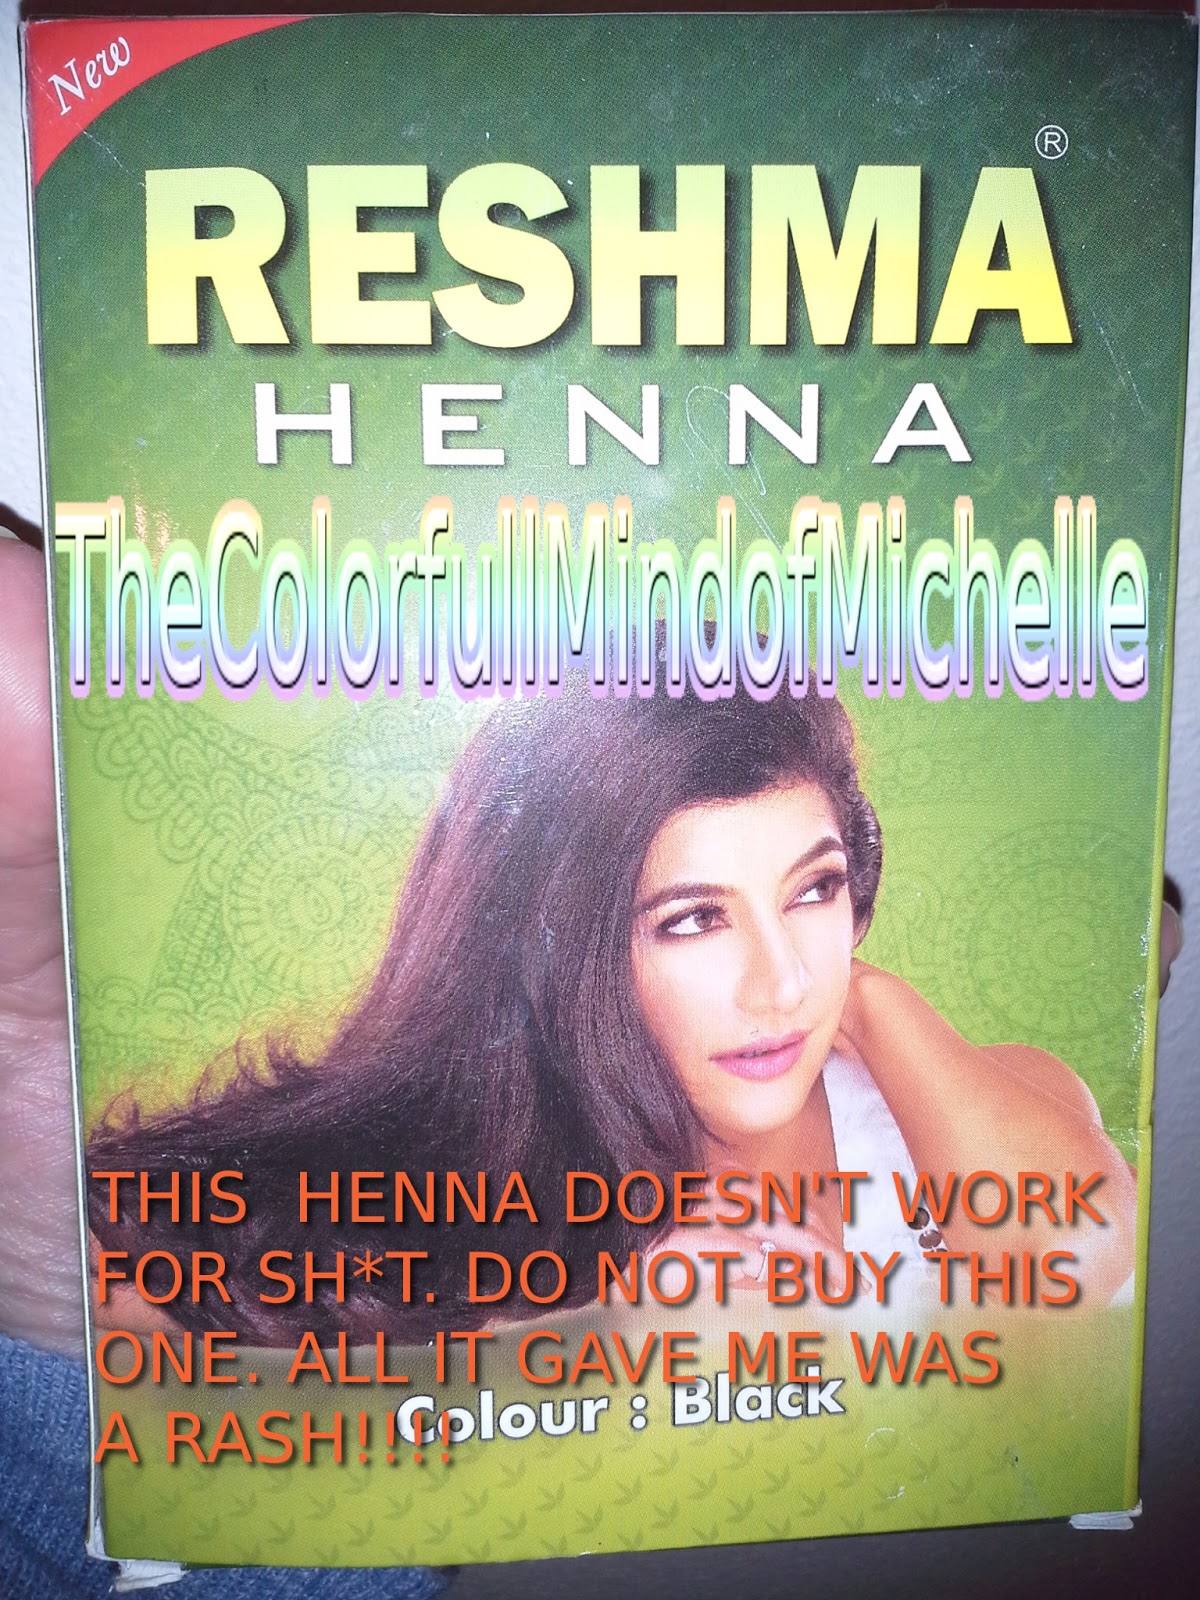 New
RESHMA®
HENNA
TheColorfullMindofMichelle
THIS HENNA DOESN'T WORK
FOR SH*T. DO NOT BUY THIS
ONE. ALL IT GAVE ME WAS
A RASH!!!!
Colour : Black